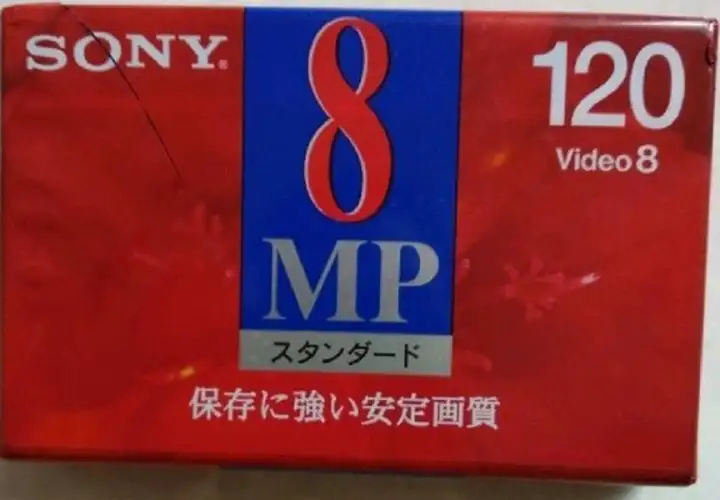 SONY®
8
MP
スタンダード
120
Video 8
保存に強い安定画質